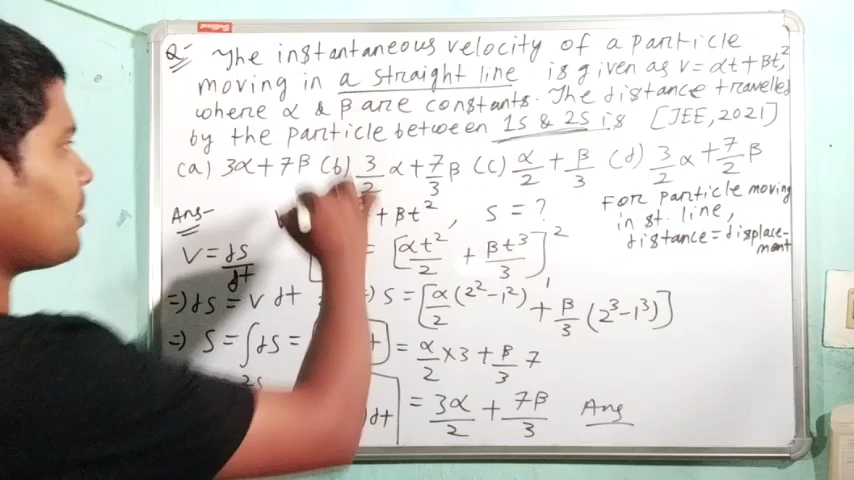 Brilliant
Q:- The instantaneous velocity of a particle
moving in a straight line is given as v = αt + βt²,
where α & β are constants. The distance travelled
by the particle between 1s & 2s is [JEE, 2021]
(a) 3α + 7β (b) 3/2 α + 7/3 β (c) α/2 + β/3 (d) 3/2 α + 7/2 β
Ans-
+ βt² , S = ?
For particle moving
in st. line,
distance = displace-
ment
V = ds/dt
= [αt²/2 + βt³/3]₁²
=> ds = V dt
=> S = [α/2 (2² - 1²) + β/3 (2³ - 1³)]
=> S = ∫ds =
= α/2 × 3 + β/3 7
2s
dt
= 3α/2 + 7β/3 Ans